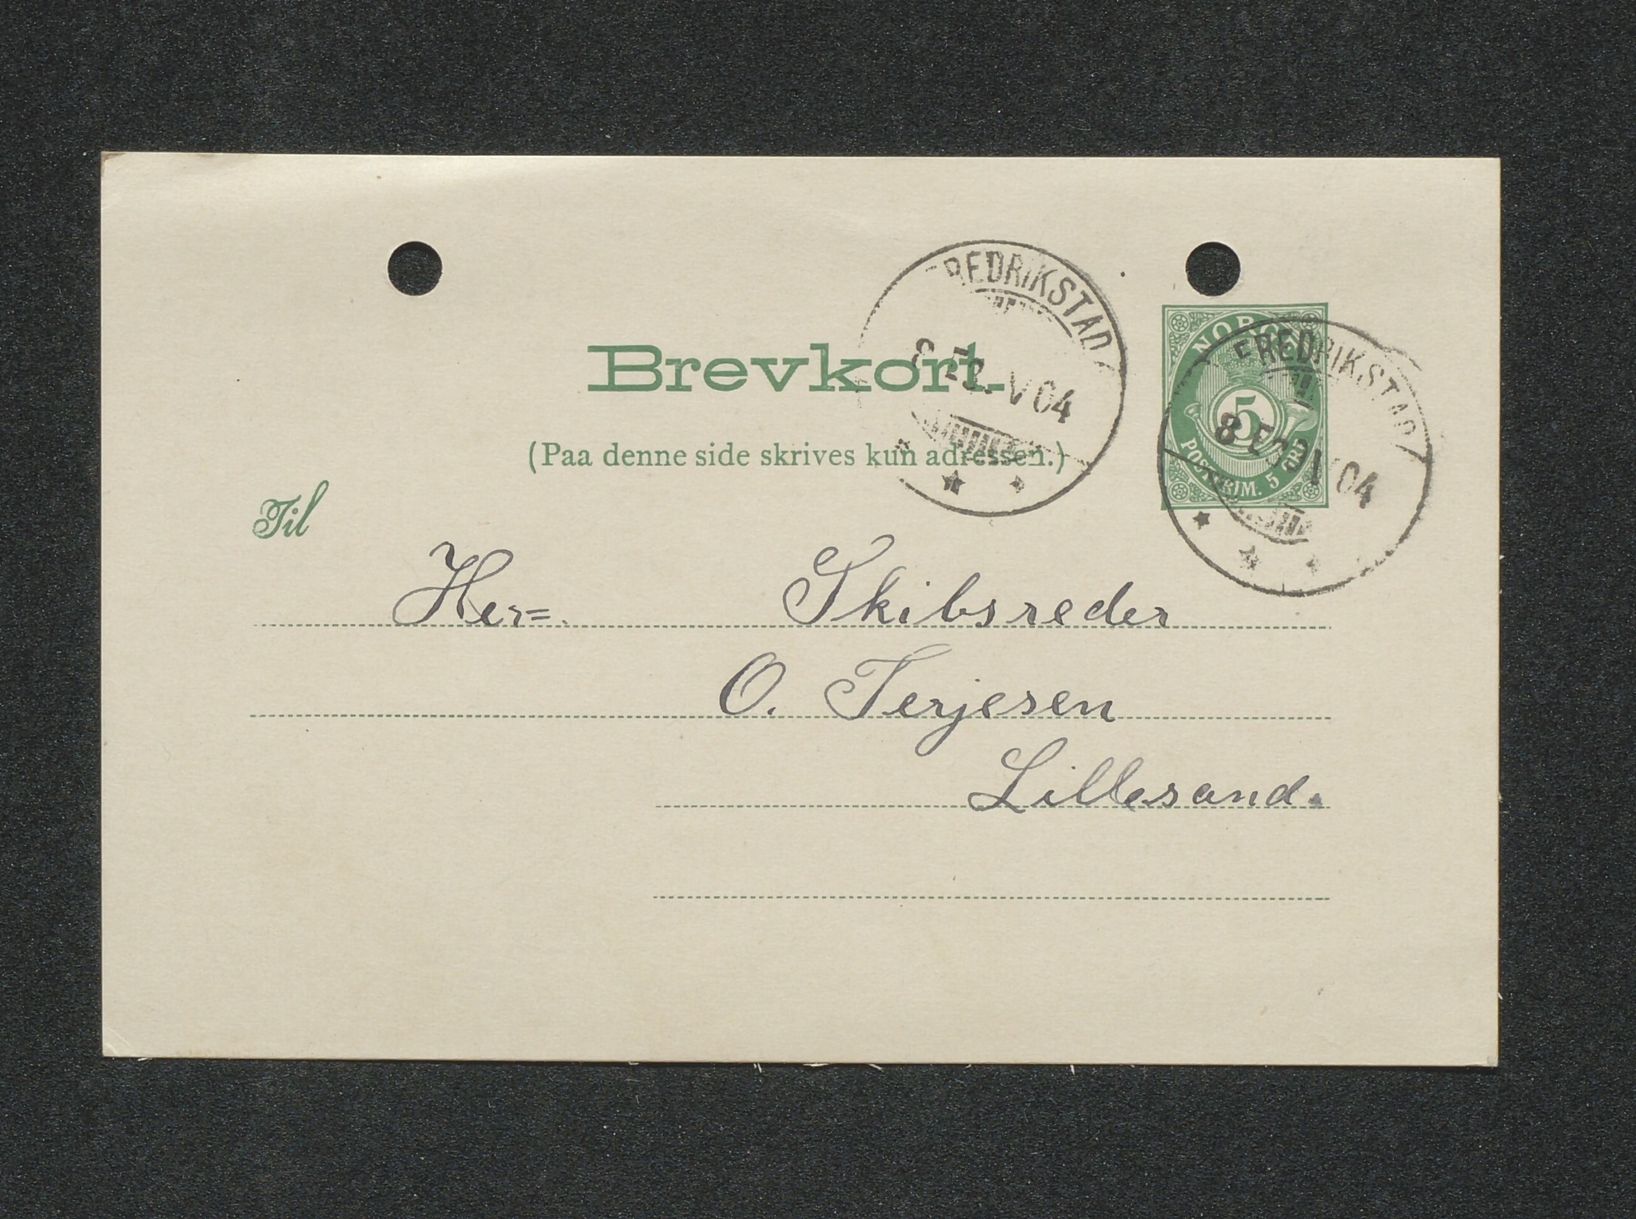 FREDRIKSTAD
04
NORGE
5
POSTFRIM. 5 ØRE
FREDRIKSTAD
8 E
04
Brevkort.
(Paa denne side skrives kun adressen.)
Til
Her=. Skibsreder
O. Terjesen
Lillesand.